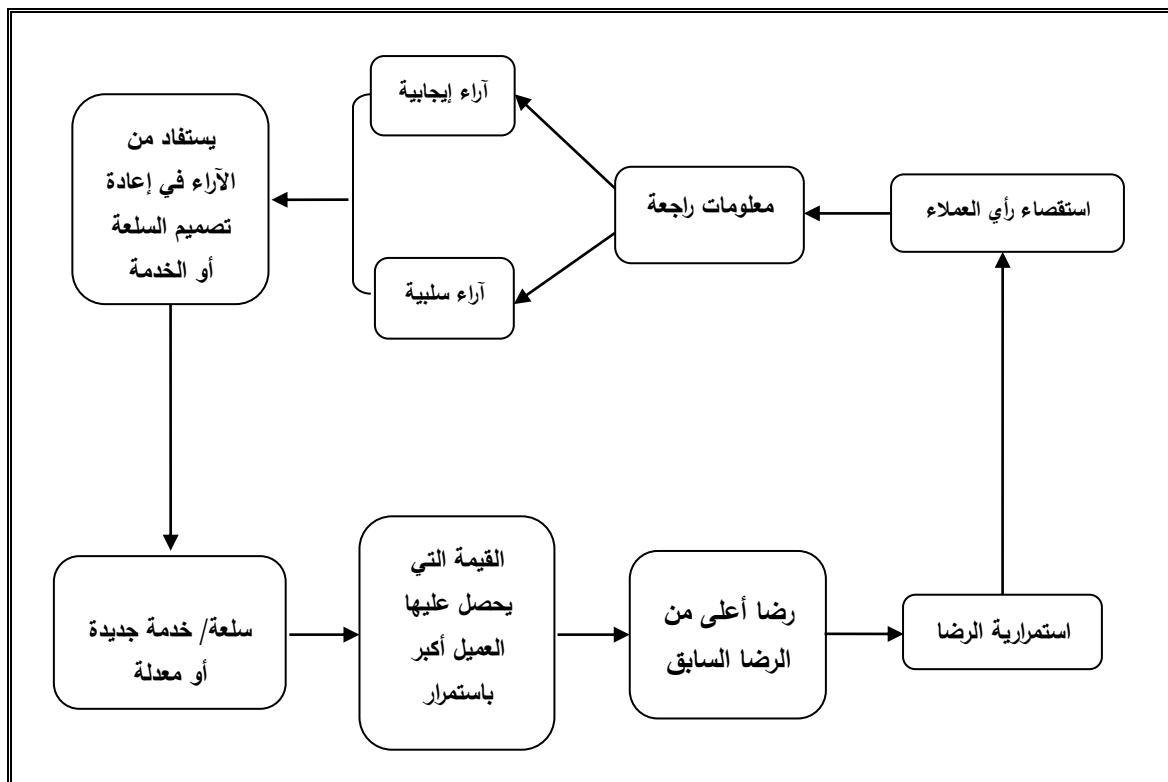 آراء إيجابية
يستفاد من
الآراء في إعادة
تصميم السلعة
أو الخدمة
معلومات راجعة
استقصاء رأي العملاء
آراء سلبية
القيمة التي
يحصل عليها
العميل أكبر
باستمرار
رضا أعلى من
الرضا السابق
استمرارية الرضا
سلعة/ خدمة جديدة
أو معدلة